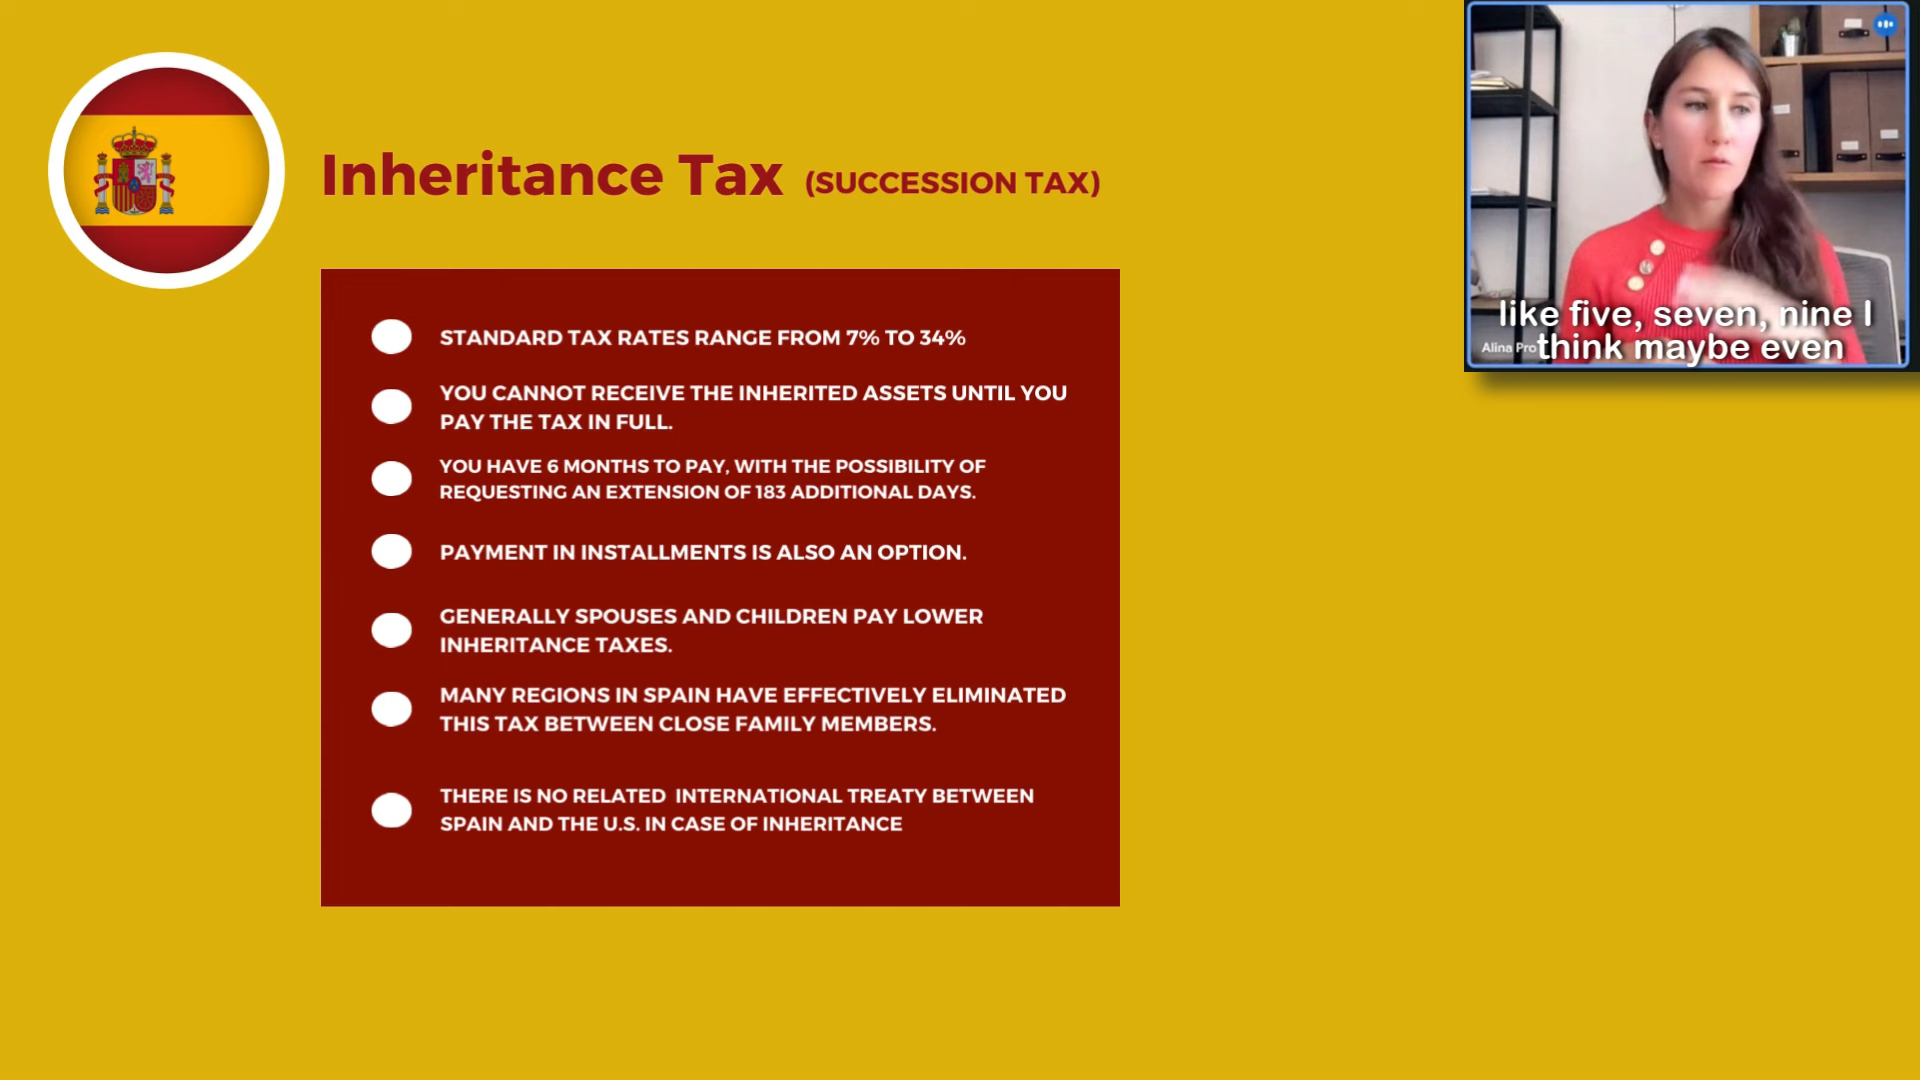 Inheritance Tax (SUCCESSION TAX)
STANDARD TAX RATES RANGE FROM 7% TO 34%
YOU CANNOT RECEIVE THE INHERITED ASSETS UNTIL YOU
PAY THE TAX IN FULL.
YOU HAVE 6 MONTHS TO PAY, WITH THE POSSIBILITY OF
REQUESTING AN EXTENSION OF 183 ADDITIONAL DAYS.
PAYMENT IN INSTALLMENTS IS ALSO AN OPTION.
GENERALLY SPOUSES AND CHILDREN PAY LOWER
INHERITANCE TAXES.
MANY REGIONS IN SPAIN HAVE EFFECTIVELY ELIMINATED
THIS TAX BETWEEN CLOSE FAMILY MEMBERS.
THERE IS NO RELATED INTERNATIONAL TREATY BETWEEN
SPAIN AND THE U.S. IN CASE OF INHERITANCE
like five, seven, nine I
think maybe even
Alina Pro